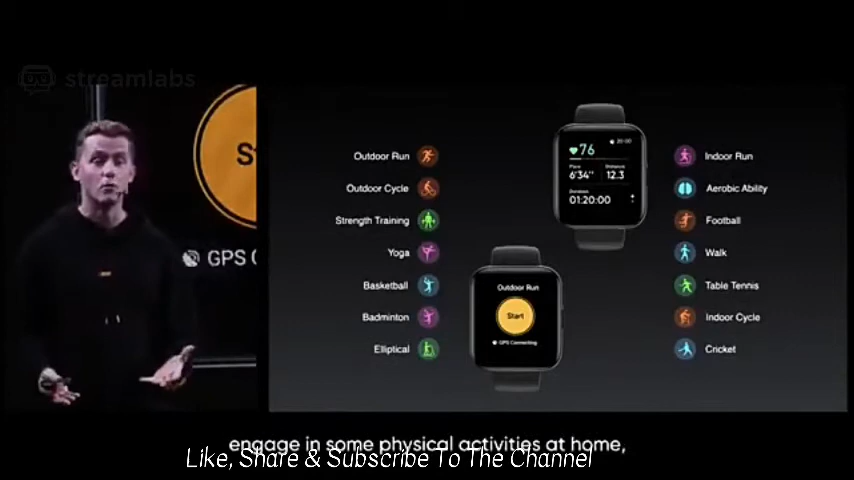 streamlabs
St
GPS C
Outdoor Run
Outdoor Cycle
Strength Training
Yoga
Basketball
Badminton
Elliptical
76
20:00
Pace
Distance
6'34"
12.3
Duration
01:20:00
Outdoor Run
Start
GPS Connecting
Indoor Run
Aerobic Ability
Football
Walk
Table Tennis
Indoor Cycle
Cricket
engage in some physical activities at home,
Like, Share & Subscribe To The Channel